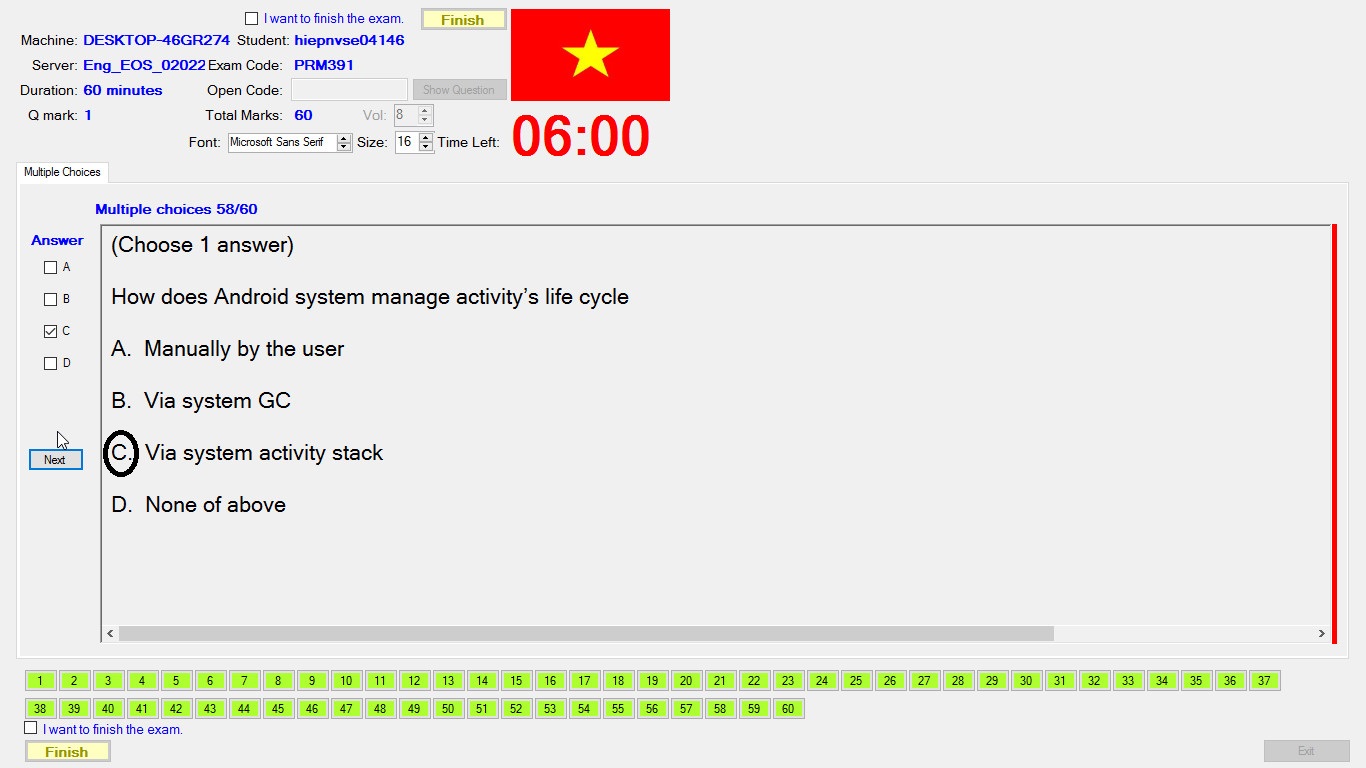 I want to finish the exam. Finish
Machine: DESKTOP-46GR274 Student: hiepnvse04146
Server: Eng_EOS_02022 Exam Code: PRM391
Duration: 60 minutes Open Code: Show Question
Q mark: 1 Total Marks: 60 Vol: 8
Font: Microsoft Sans Serif Size: 16 Time Left: 06:00
Multiple Choices
Multiple choices 58/60
Answer
A
B
C
D
Next
(Choose 1 answer)
How does Android system manage activity’s life cycle
A. Manually by the user
B. Via system GC
C. Via system activity stack
D. None of above
1 2 3 4 5 6 7 8 9 10 11 12 13 14 15 16 17 18 19 20 21 22 23 24 25 26 27 28 29 30 31 32 33 34 35 36 37
38 39 40 41 42 43 44 45 46 47 48 49 50 51 52 53 54 55 56 57 58 59 60
I want to finish the exam.
Finish Exit